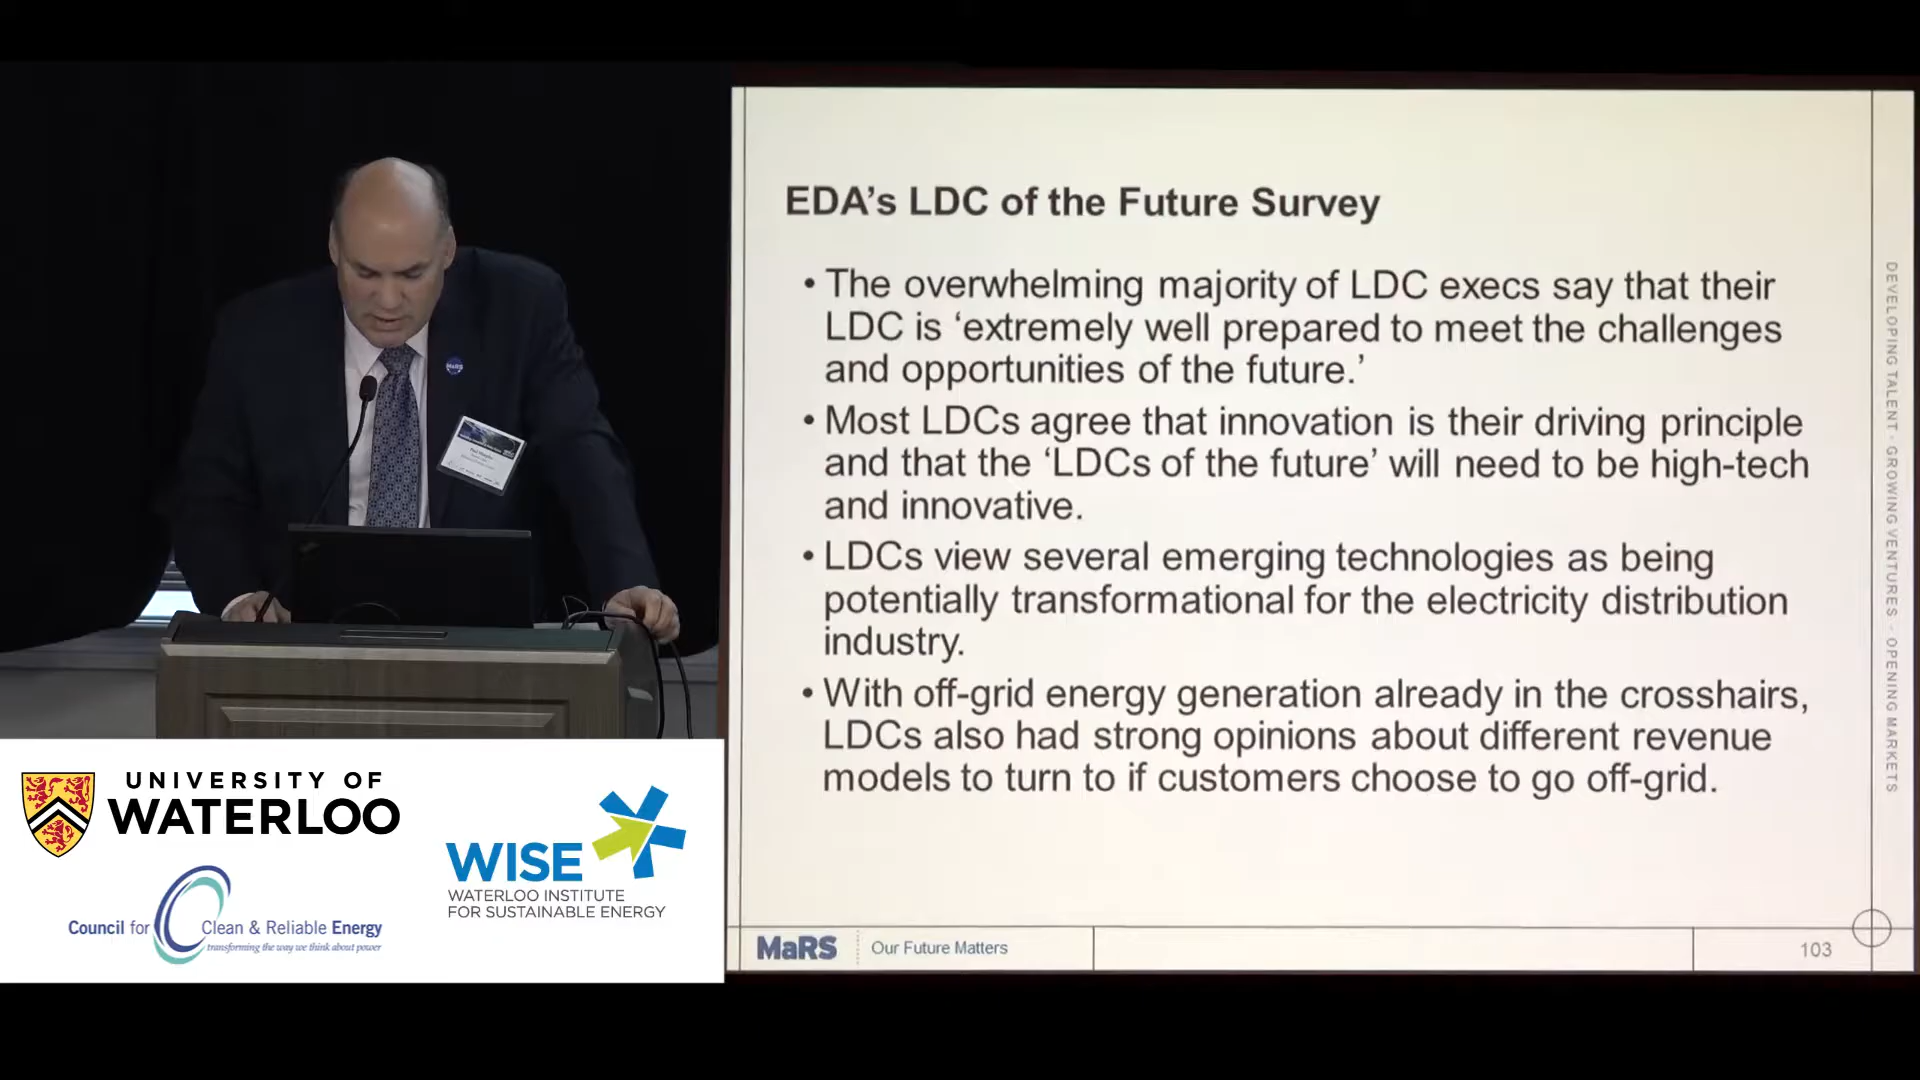 EDA's LDC of the Future Survey
• The overwhelming majority of LDC execs say that their
LDC is ‘extremely well prepared to meet the challenges
and opportunities of the future.’
• Most LDCs agree that innovation is their driving principle
and that the ‘LDCs of the future’ will need to be high-tech
and innovative.
• LDCs view several emerging technologies as being
potentially transformational for the electricity distribution
industry.
• With off-grid energy generation already in the crosshairs,
LDCs also had strong opinions about different revenue
models to turn to if customers choose to go off-grid.
DEVELOPING TALENT - GROWING VENTURES - OPENING MARKETS
MaRS
Our Future Matters
103
MaRS
UNIVERSITY OF
WATERLOO
WISE
WATERLOO INSTITUTE
FOR SUSTAINABLE ENERGY
Council for Clean & Reliable Energy
transforming the way we think about power